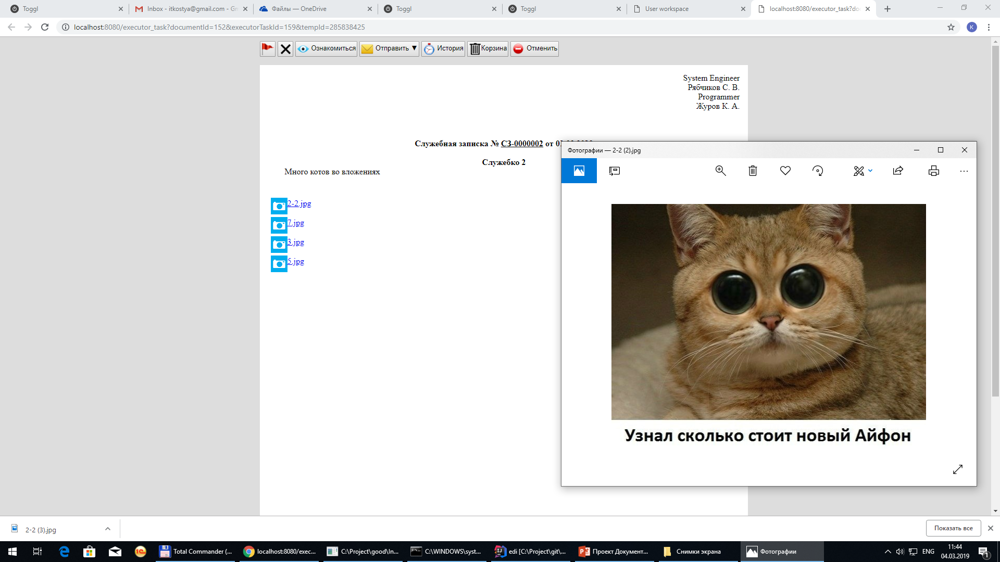 Toggl
Inbox - itkostya@gmail.com - Gm
Файлы — OneDrive
Toggl
Toggl
User workspace
localhost:8080/executor_task?do
localhost:8080/executor_task?documentId=152&executorTaskId=159&tempId=285838425
K
Ознакомиться
Отправить ▼
История
Корзина
Отменить
System Engineer
Рябчиков С. В.
Programmer
Журов К. А.
Служебная записка № СЗ-0000002 от
Служебко 2
Много котов во вложениях
2-2.jpg
7.jpg
3.jpg
5.jpg
Фотографии — 2-2 (2).jpg
Узнал сколько стоит новый Айфон
2-2 (3).jpg
Показать все
Total Commander (...
localhost:8080/exec...
C:\Project\good\In...
C:\WINDOWS\syst...
edi [C:\Project\git\...
Проект Документ...
Снимки экрана
Фотографии
ENG
11:44
04.03.2019
1